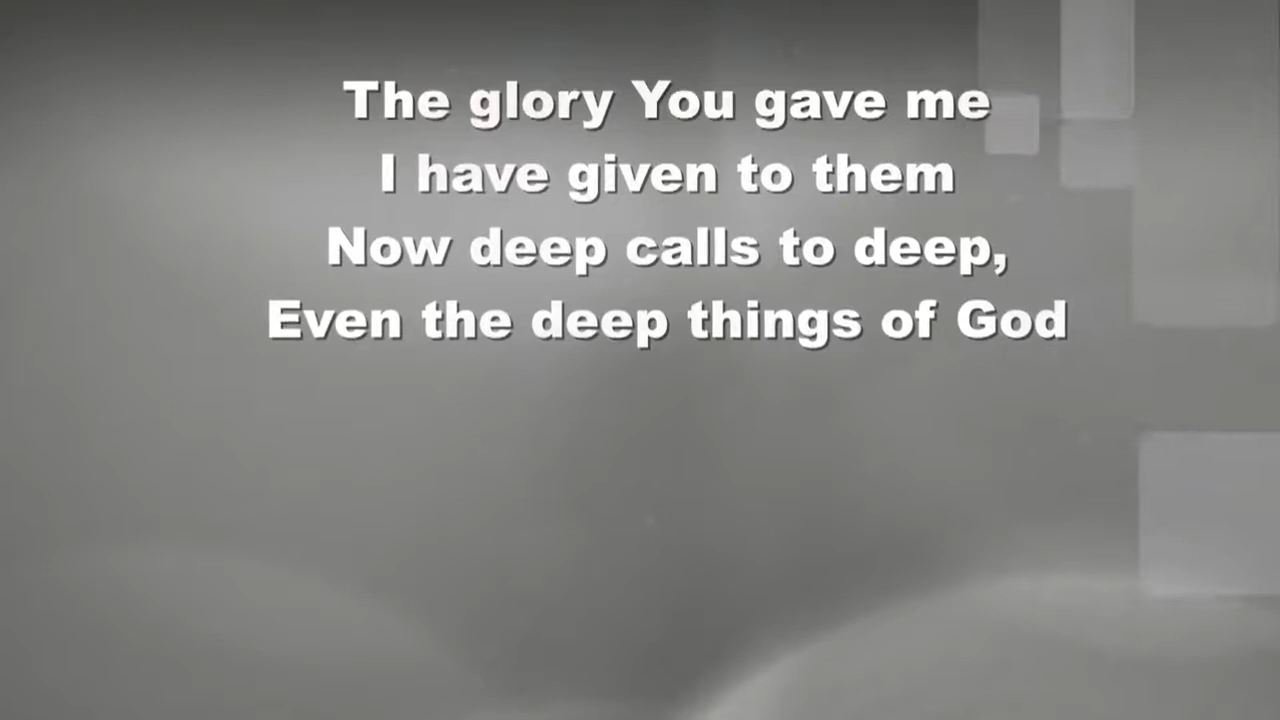 The glory You gave me
I have given to them
Now deep calls to deep,
Even the deep things of God